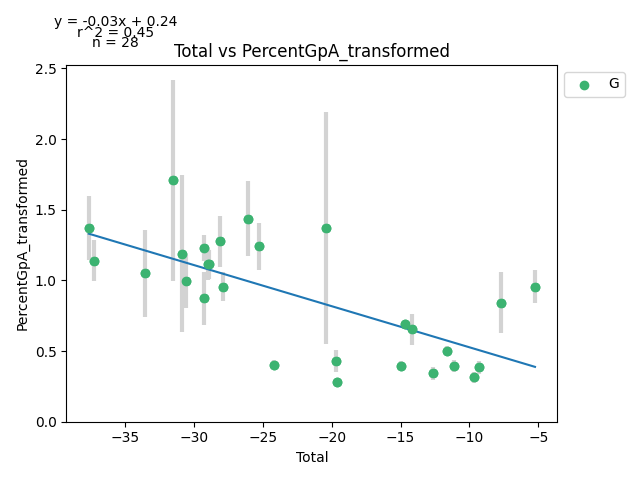 y = -0.03x + 0.24
r^2 = 0.45
n = 28
Total vs PercentGpA_transformed
G
PercentGpA_transformed
2.5
2.0
1.5
1.0
0.5
0.0
−35 −30 −25 −20 −15 −10 −5
Total